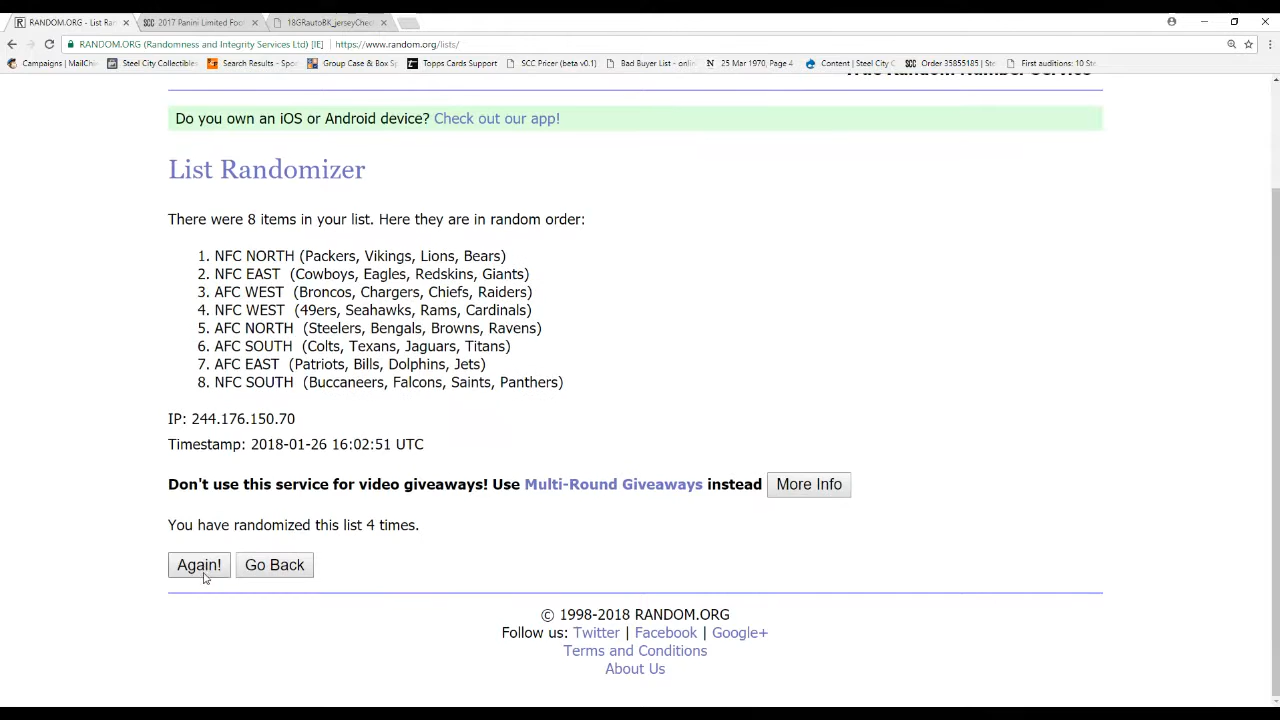 RANDOM.ORG - List Ra
2017 Panini Limited Foo
18GRautoBK_jerseyChec
RANDOM.ORG (Randomness and Integrity Services Ltd) [IE] https://www.random.org/lists/
Campaigns | MailChi Steel City Collectibles Search Results - Spo Group Case & Box S Topps Cards Support SCC Pricer (beta v0.1) Bad Buyer List - onlin 25 Mar 1970, Page 4 Content | Steel City C Order 35855185 | Ste First auditions: 10 Ste
True Random Number Service
Do you own an iOS or Android device? Check out our app!
List Randomizer
There were 8 items in your list. Here they are in random order:
1. NFC NORTH (Packers, Vikings, Lions, Bears)
2. NFC EAST (Cowboys, Eagles, Redskins, Giants)
3. AFC WEST (Broncos, Chargers, Chiefs, Raiders)
4. NFC WEST (49ers, Seahawks, Rams, Cardinals)
5. AFC NORTH (Steelers, Bengals, Browns, Ravens)
6. AFC SOUTH (Colts, Texans, Jaguars, Titans)
7. AFC EAST (Patriots, Bills, Dolphins, Jets)
8. NFC SOUTH (Buccaneers, Falcons, Saints, Panthers)
IP: 244.176.150.70
Timestamp: 2018-01-26 16:02:51 UTC
Don't use this service for video giveaways! Use Multi-Round Giveaways instead More Info
You have randomized this list 4 times.
Again! Go Back
© 1998-2018 RANDOM.ORG
Follow us: Twitter | Facebook | Google+
Terms and Conditions
About Us